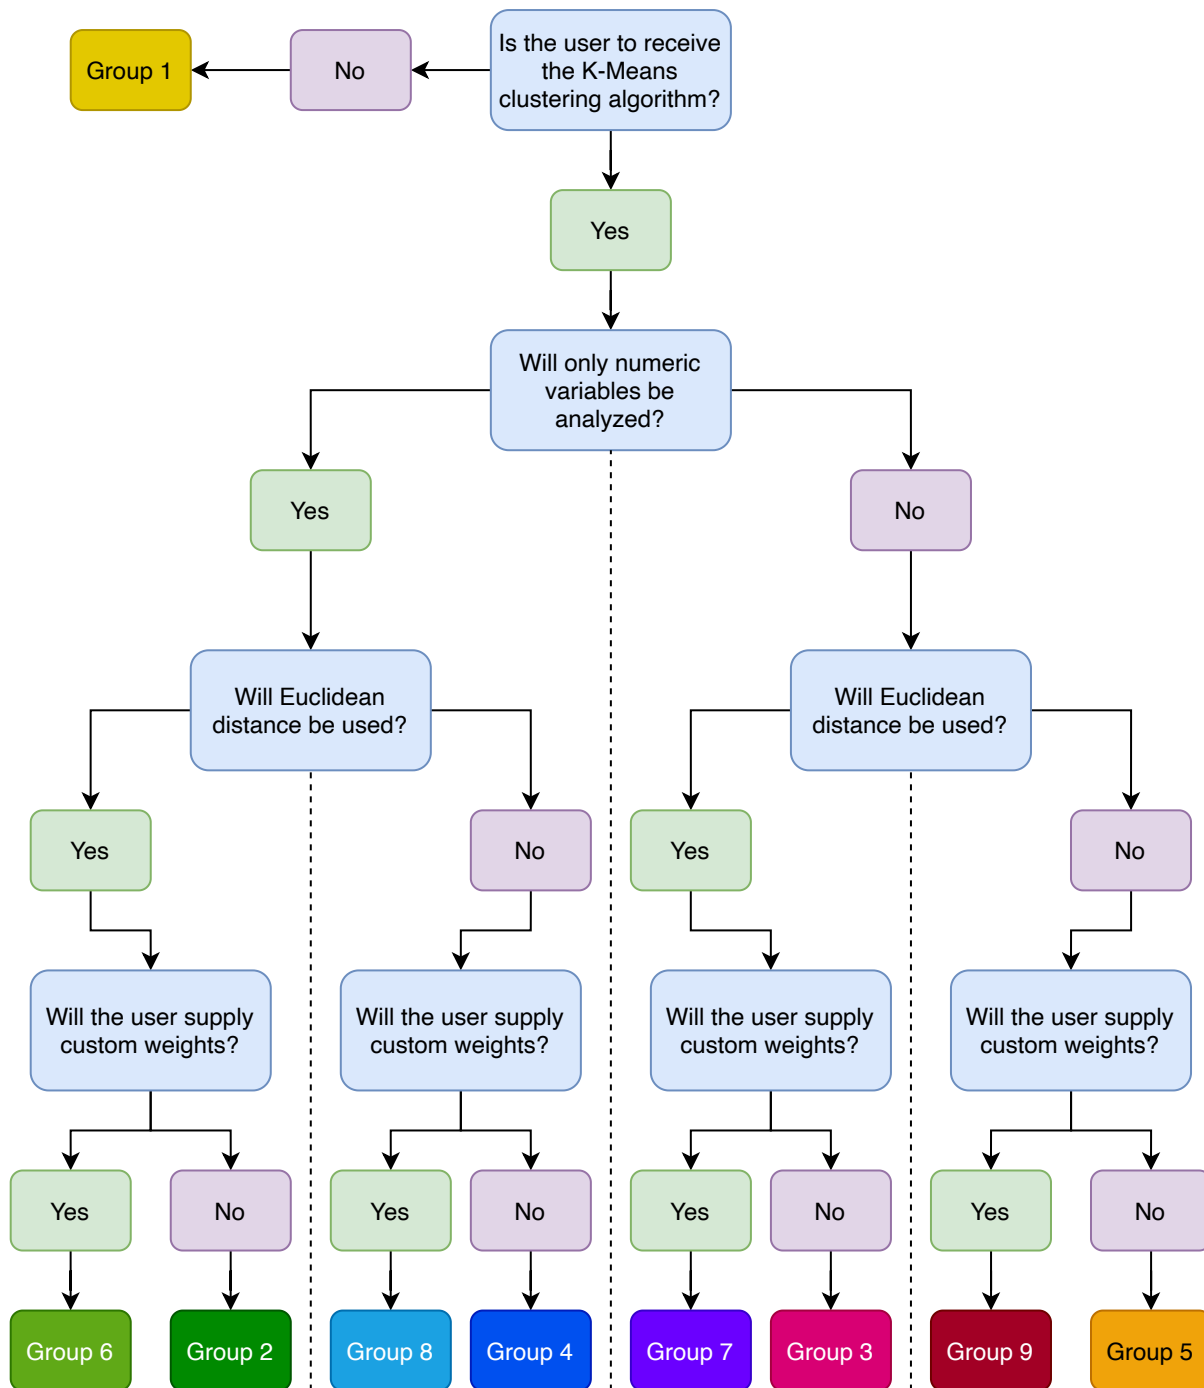 Group 1
No
Is the user to receive
the K-Means
clustering algorithm?
Yes
Will only numeric
variables be
analyzed?
Yes
No
Will Euclidean
distance be used?
Will Euclidean
distance be used?
Yes
No
Yes
No
Will the user supply
custom weights?
Will the user supply
custom weights?
Will the user supply
custom weights?
Will the user supply
custom weights?
Yes
No
Yes
No
Yes
No
Yes
No
Group 6
Group 2
Group 8
Group 4
Group 7
Group 3
Group 9
Group 5